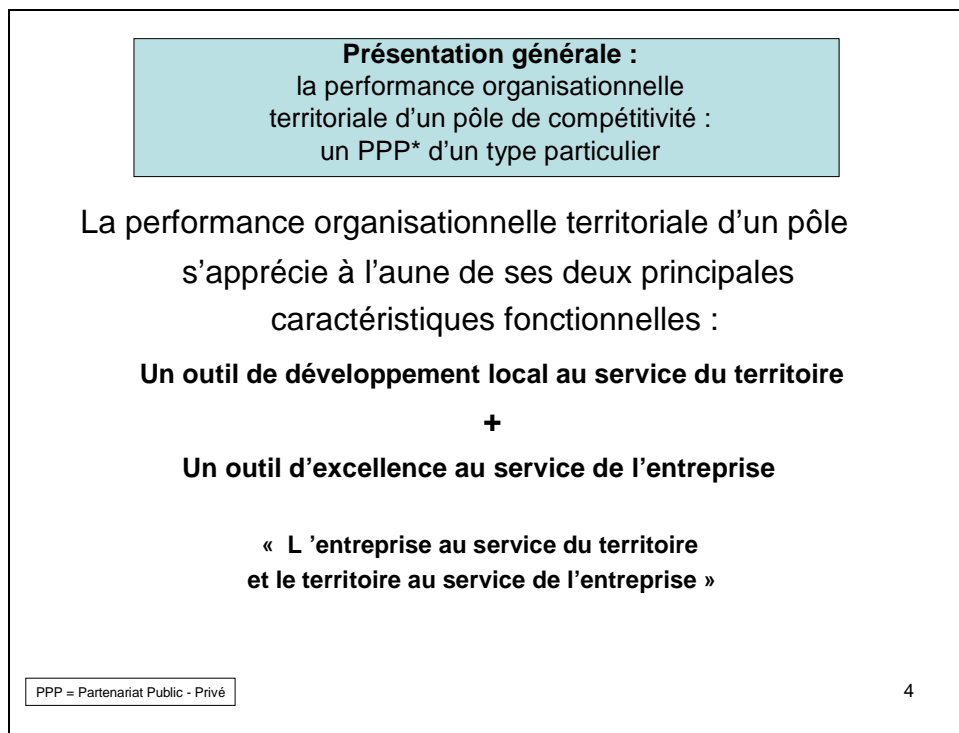 Présentation générale :
la performance organisationnelle
territoriale d’un pôle de compétitivité :
un PPP* d’un type particulier
La performance organisationnelle territoriale d’un pôle
s’apprécie à l’aune de ses deux principales
caractéristiques fonctionnelles :
Un outil de développement local au service du territoire
+
Un outil d’excellence au service de l’entreprise
« L ’entreprise au service du territoire
et le territoire au service de l’entreprise »
PPP = Partenariat Public - Privé
4